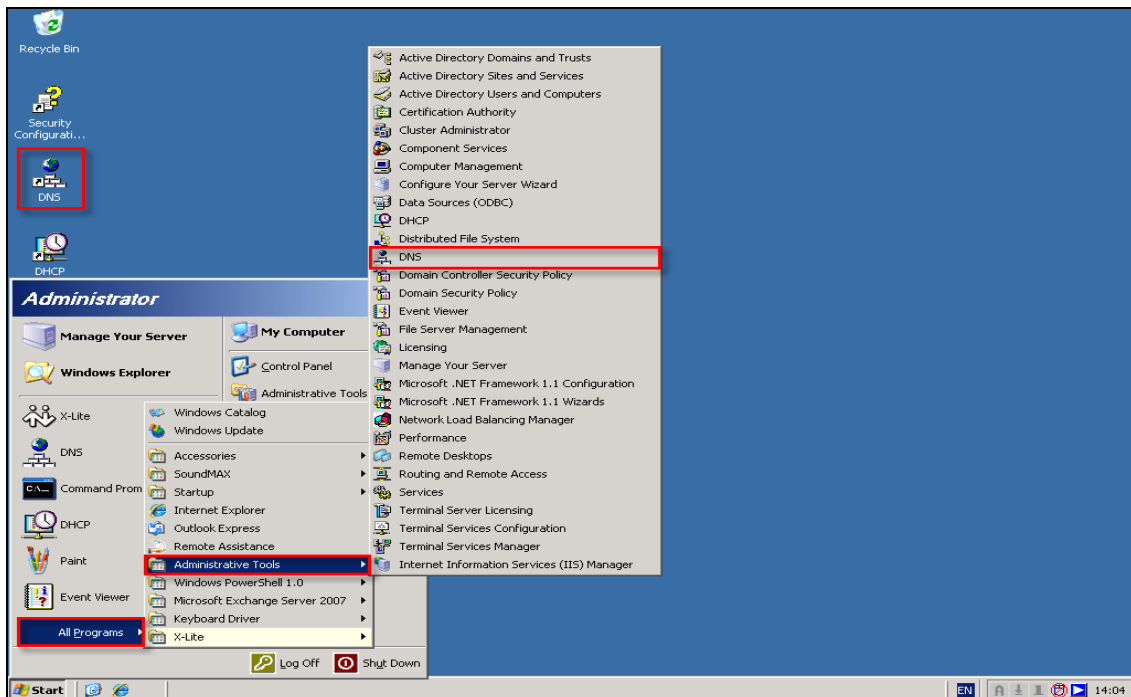 Recycle Bin
Security
Configurati...
DNS
DHCP
Administrator
Manage Your Server
Windows Explorer
X-Lite
DNS
Command Prom
DHCP
Paint
Event Viewer
All Programs
My Computer
Control Panel
Administrative Tools
Windows Catalog
Windows Update
Accessories
SoundMAX
Startup
Internet Explorer
Outlook Express
Remote Assistance
Administrative Tools
Windows PowerShell 1.0
Microsoft Exchange Server 2007
Keyboard Driver
X-Lite
Active Directory Domains and Trusts
Active Directory Sites and Services
Active Directory Users and Computers
Certification Authority
Cluster Administrator
Component Services
Computer Management
Configure Your Server Wizard
Data Sources (ODBC)
DHCP
Distributed File System
DNS
Domain Controller Security Policy
Domain Security Policy
Event Viewer
File Server Management
Licensing
Manage Your Server
Microsoft .NET Framework 1.1 Configuration
Microsoft .NET Framework 1.1 Wizards
Network Load Balancing Manager
Performance
Remote Desktops
Routing and Remote Access
Services
Terminal Server Licensing
Terminal Services Configuration
Terminal Services Manager
Internet Information Services (IIS) Manager
Log Off
Shut Down
Start
EN
14:04